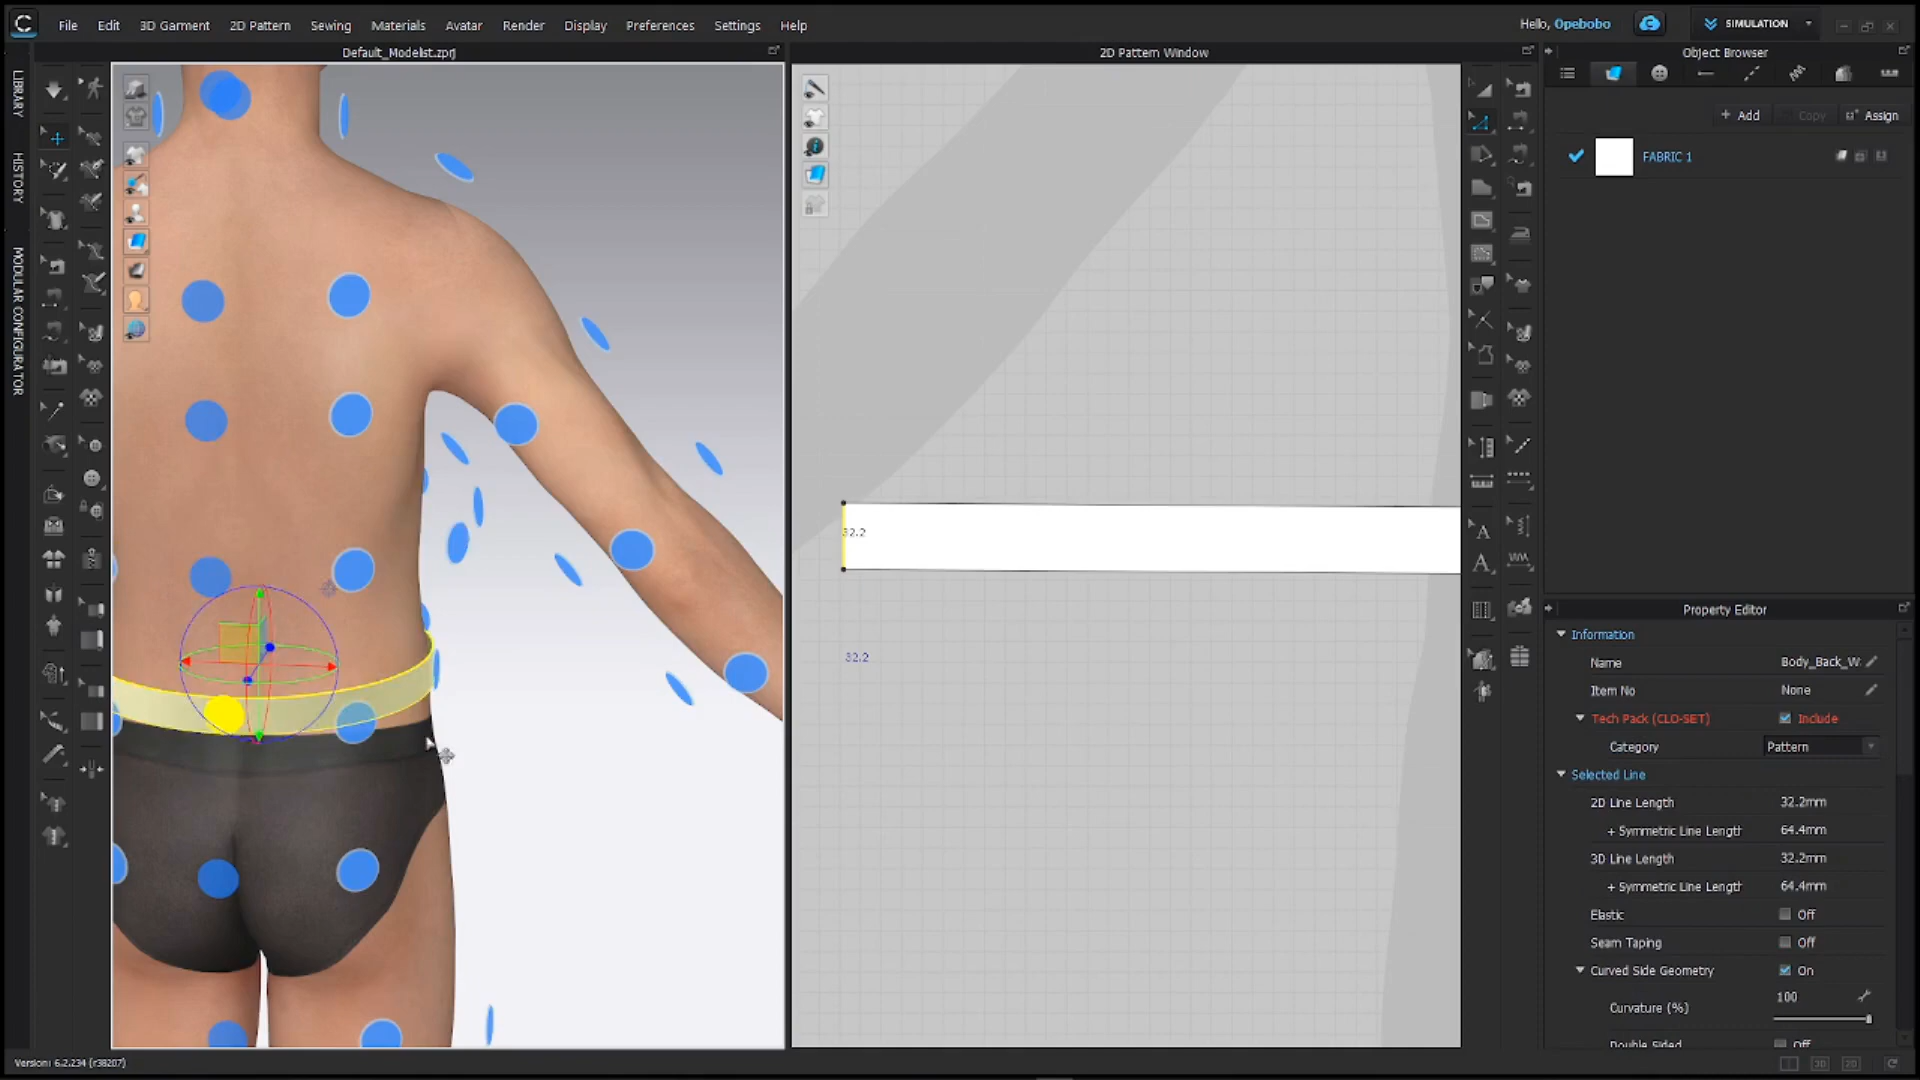 File Edit 3D Garment 2D Pattern Sewing Materials Avatar Render Display Preferences Settings Help
Hello, Opebobo
SIMULATION
Default_Modelist.zprj
2D Pattern Window
Object Browser
LIBRARY
HISTORY
MODULAR CONFIGURATOR
+ Add
Copy
Assign
FABRIC 1
32.2
32.2
Property Editor
Information
Name Body_Back_W
Item No None
Tech Pack (CLO-SET) Include
Category Pattern
Selected Line
2D Line Length 32.2mm
+ Symmetric Line Length 64.4mm
3D Line Length 32.2mm
+ Symmetric Line Length 64.4mm
Elastic Off
Seam Taping Off
Curved Side Geometry On
Curvature (%) 100
Double Sided Off
Version: 6.2.234 (r38207)
3D
2D